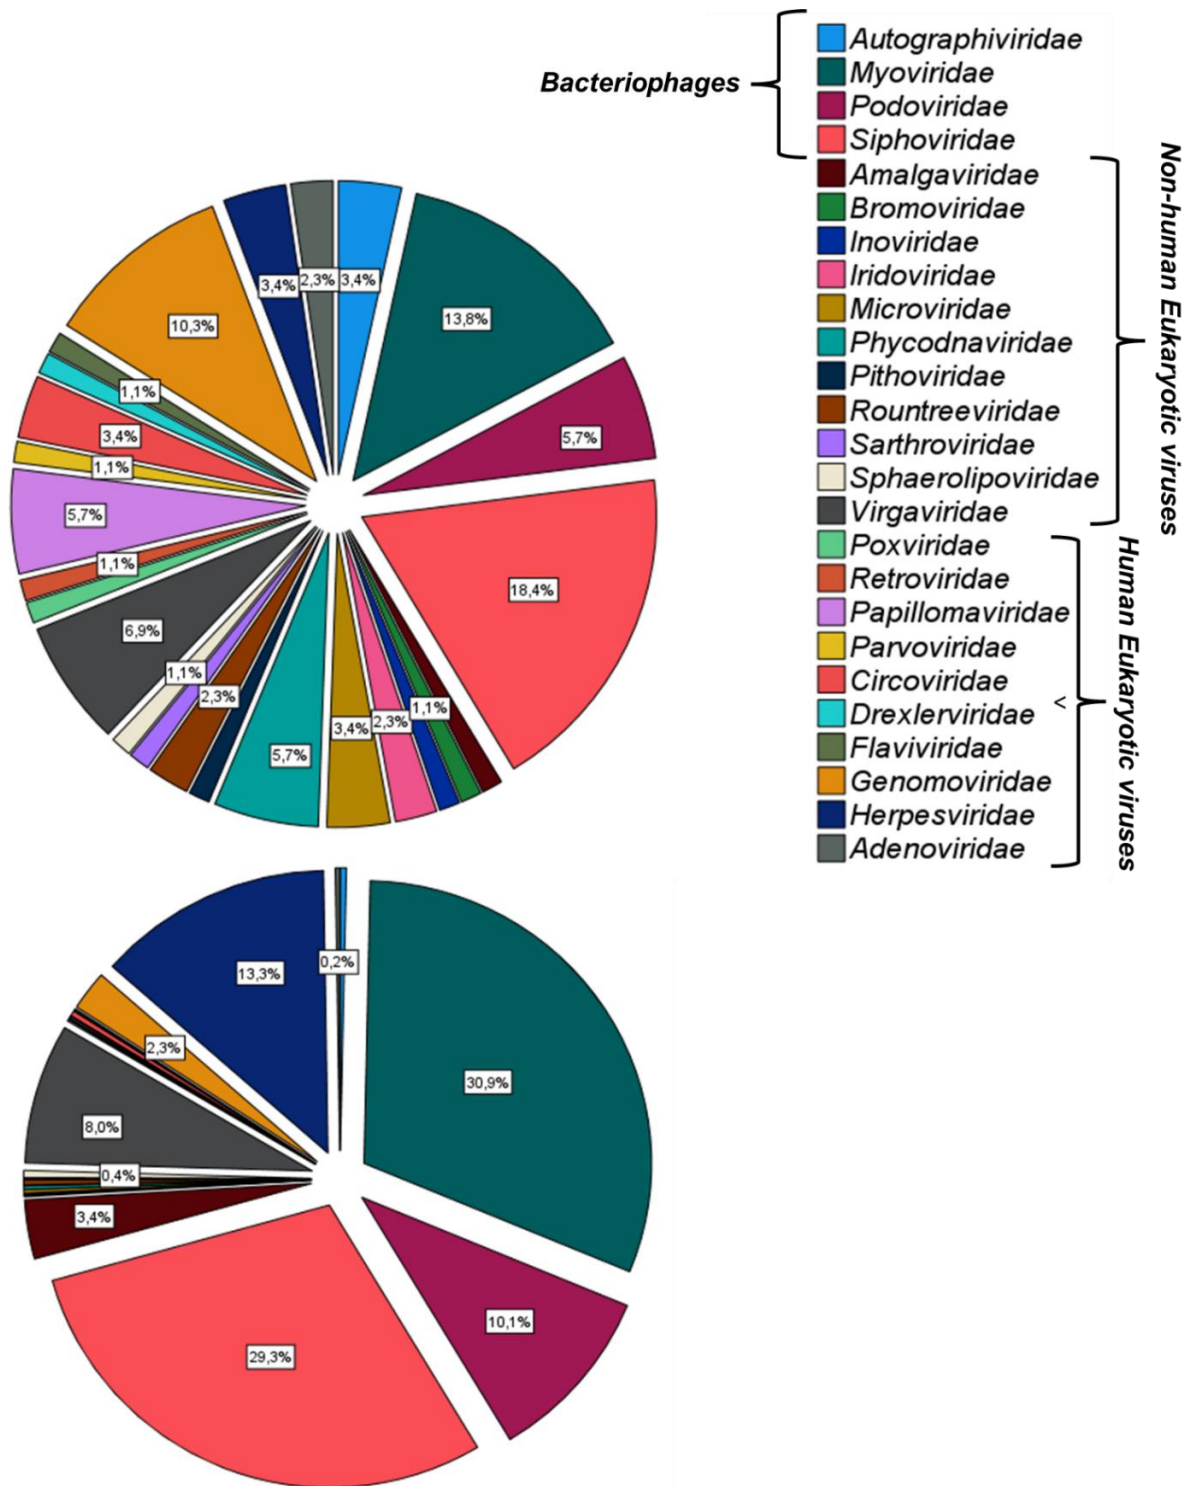 Bacteriophages
Autographiviridae
Myoviridae
Podoviridae
Siphoviridae
Amalgaviridae
Bromoviridae
Inoviridae
Iridoviridae
Microviridae
Phycodnaviridae
Pithoviridae
Rountreeviridae
Sarthroviridae
Sphaerolipoviridae
Virgaviridae
Poxviridae
Retroviridae
Papillomaviridae
Parvoviridae
Circoviridae
Drexlerviridae
Flaviviridae
Genomoviridae
Herpesviridae
Adenoviridae
Non-human Eukaryotic viruses
Human Eukaryotic viruses
<
3,4%
2,3%
3,4%
13,8%
10,3%
1,1%
3,4%
1,1%
5,7%
5,7%
1,1%
18,4%
6,9%
1,1%
2,3%
5,7%
3,4%
2,3%
1,1%
0,2%
13,3%
2,3%
30,9%
8,0%
0,4%
3,4%
10,1%
29,3%